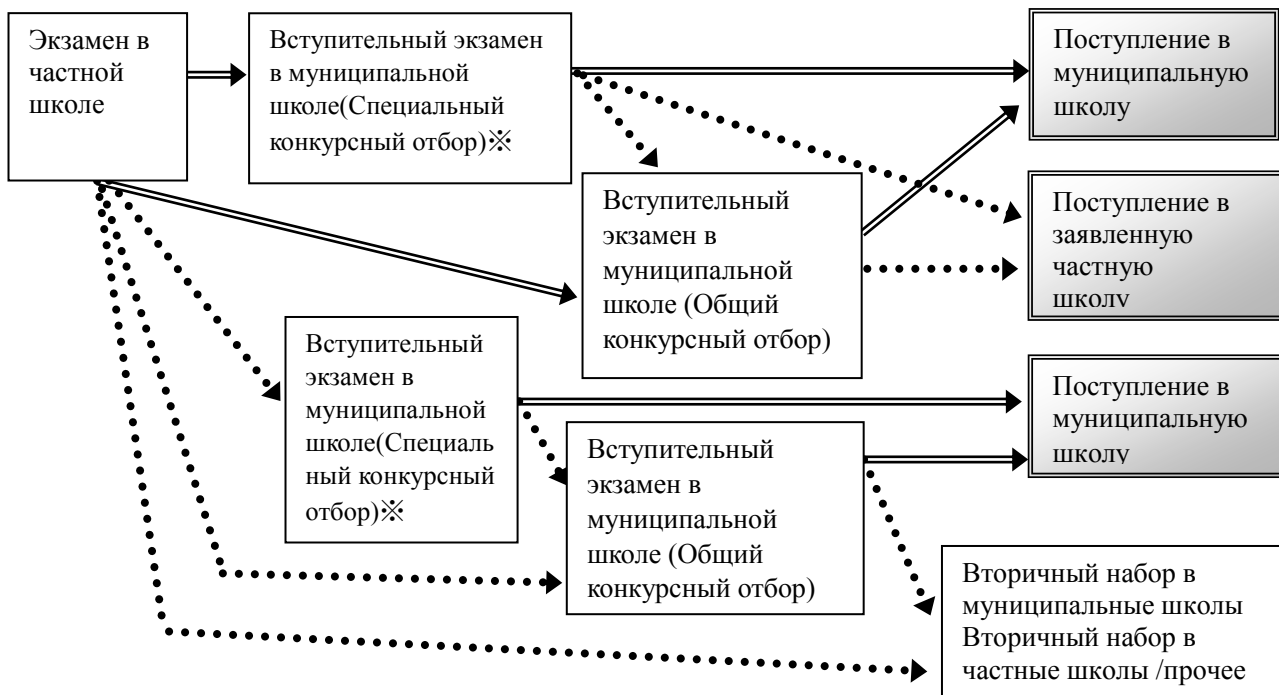 Экзамен в
частной
школе
Вступительный экзамен
в муниципальной
школе(Специальный
конкурсный отбор)※
Поступление в
муниципальную
школу
Вступительный
экзамен в
муниципальной
школе (Общий
конкурсный отбор)
Поступление в
заявленную
частную
школу
Вступительный
экзамен в
муниципальной
школе(Специаль
ный конкурсный
отбор)※
Поступление в
муниципальную
школу
Вступительный
экзамен в
муниципальной
школе (Общий
конкурсный отбор)
Вторичный набор в
муниципальные школы
Вторичный набор в
частные школы /прочее